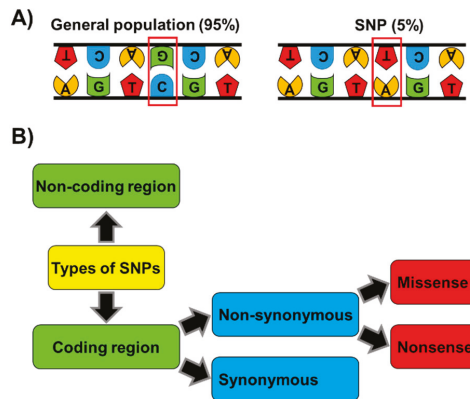 A)
General population (95%)
SNP (5%)
T C A G C A
A G T C G T
T C A T C A
A G T A G T
B)
Non-coding region
Types of SNPs
Coding region
Non-synonymous
Synonymous
Missense
Nonsense